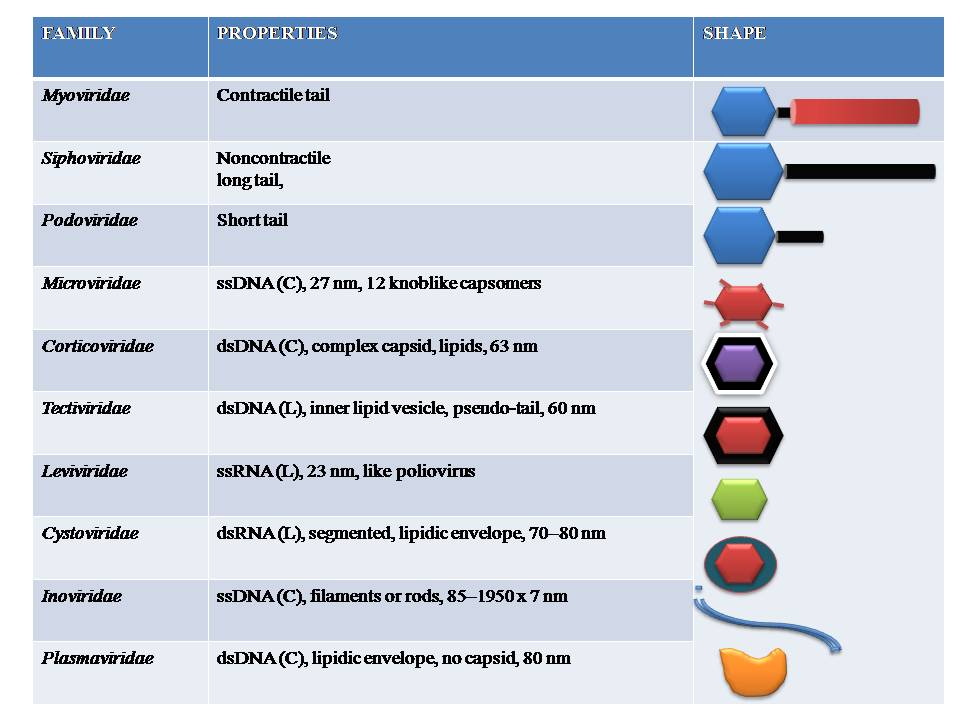 FAMILY PROPERTIES SHAPE
Myoviridae Contractile tail
Siphoviridae Noncontractile
long tail,
Podoviridae Short tail
Microviridae ssDNA (C), 27 nm, 12 knoblike capsomers
Corticoviridae dsDNA (C), complex capsid, lipids, 63 nm
Tectiviridae dsDNA (L), inner lipid vesicle, pseudo-tail, 60 nm
Leviviridae ssRNA (L), 23 nm, like poliovirus
Cystoviridae dsRNA (L), segmented, lipidic envelope, 70–80 nm
Inoviridae ssDNA (C), filaments or rods, 85–1950 x 7 nm
Plasmaviridae dsDNA (C), lipidic envelope, no capsid, 80 nm